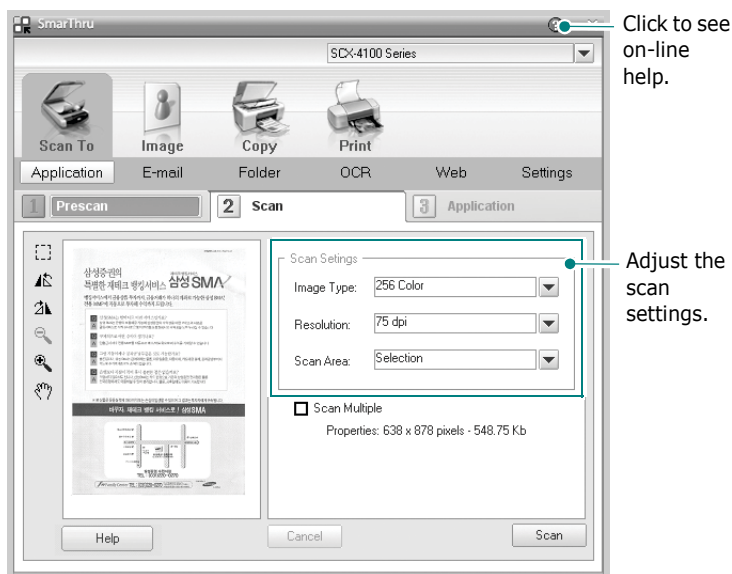 SmarThru
Click to see
on-line
help.
SCX-4100 Series
Scan To
Image
Copy
Print
Application
E-mail
Folder
OCR
Web
Settings
1 Prescan
2 Scan
3 Application
삼성증권의
특별한 재테크 뱅킹서비스 삼성SMA
Scan Setings
Image Type: 256 Color
Resolution: 75 dpi
Scan Area: Selection
Adjust the
scan
settings.
Scan Multiple
Properties: 638 x 878 pixels - 548.75 Kb
바꾸자, 재테크 뱅킹 서비스로! 삼성SMA
Help
Cancel
Scan